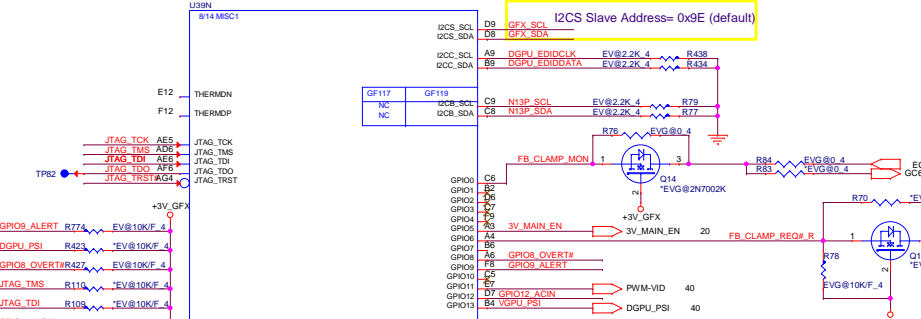 U39N
8/14 MISC1
I2CS Slave Address= 0x9E (default)
I2CS_SCL D9 GFX_SCL
I2CS_SDA D8 GFX_SDA
I2CC_SCL A9 DGPU_EDIDCLK EV@2.2K_4 R438
I2CC_SDA B9 DGPU_EDIDDATA EV@2.2K_4 R434
GF117 GF119
NC
NC
I2CB_SCL C9 N13P_SCL EV@2.2K_4 R79
I2CB_SDA C8 N13P_SDA EV@2.2K_4 R77
E12 THERMDN
F12 THERMDP
JTAG_TCK AE5 JTAG_TCK
JTAG_TMS AD6 JTAG_TMS
JTAG_TDI AE6 JTAG_TDI
TP82 JTAG_TDO AF6 JTAG_TDO
JTAG_TRST# AG4 JTAG_TRST
R76 EVG@0_4
FB_CLAMP_MON 1 3
Q14
*EVG@2N7002K
2
+3V_GFX
R84 EVG@0_4
R83 *EVG@0_4
GPIO0 C6
GPIO1 B2
GPIO2 D6
GPIO3 C7
GPIO4 F9
GPIO5 A3 3V_MAIN_EN 3V_MAIN_EN 20
GPIO6 A4 FB_CLAMP_REQ#_R 1
GPIO7 B6
GPIO8 A6 GPIO8_OVERT#
GPIO9 F8 GPIO9_ALERT
GPIO10 C5
GPIO11 E7 PWM-VID 40
GPIO12 D7 GPIO12_ACIN
GPIO13 B4 VGPU_PSI DGPU_PSI 40
R70
R78
EVG@10K/F_4
2
+3V_GFX
GPIO9_ALERT R774 EV@10K/F_4
DGPU_PSI R423 *EV@10K/F_4
GPIO8_OVERT# R427 EV@10K/F_4
JTAG_TMS R110 *EV@10K/F_4
JTAG_TDI R109 *EV@10K/F_4